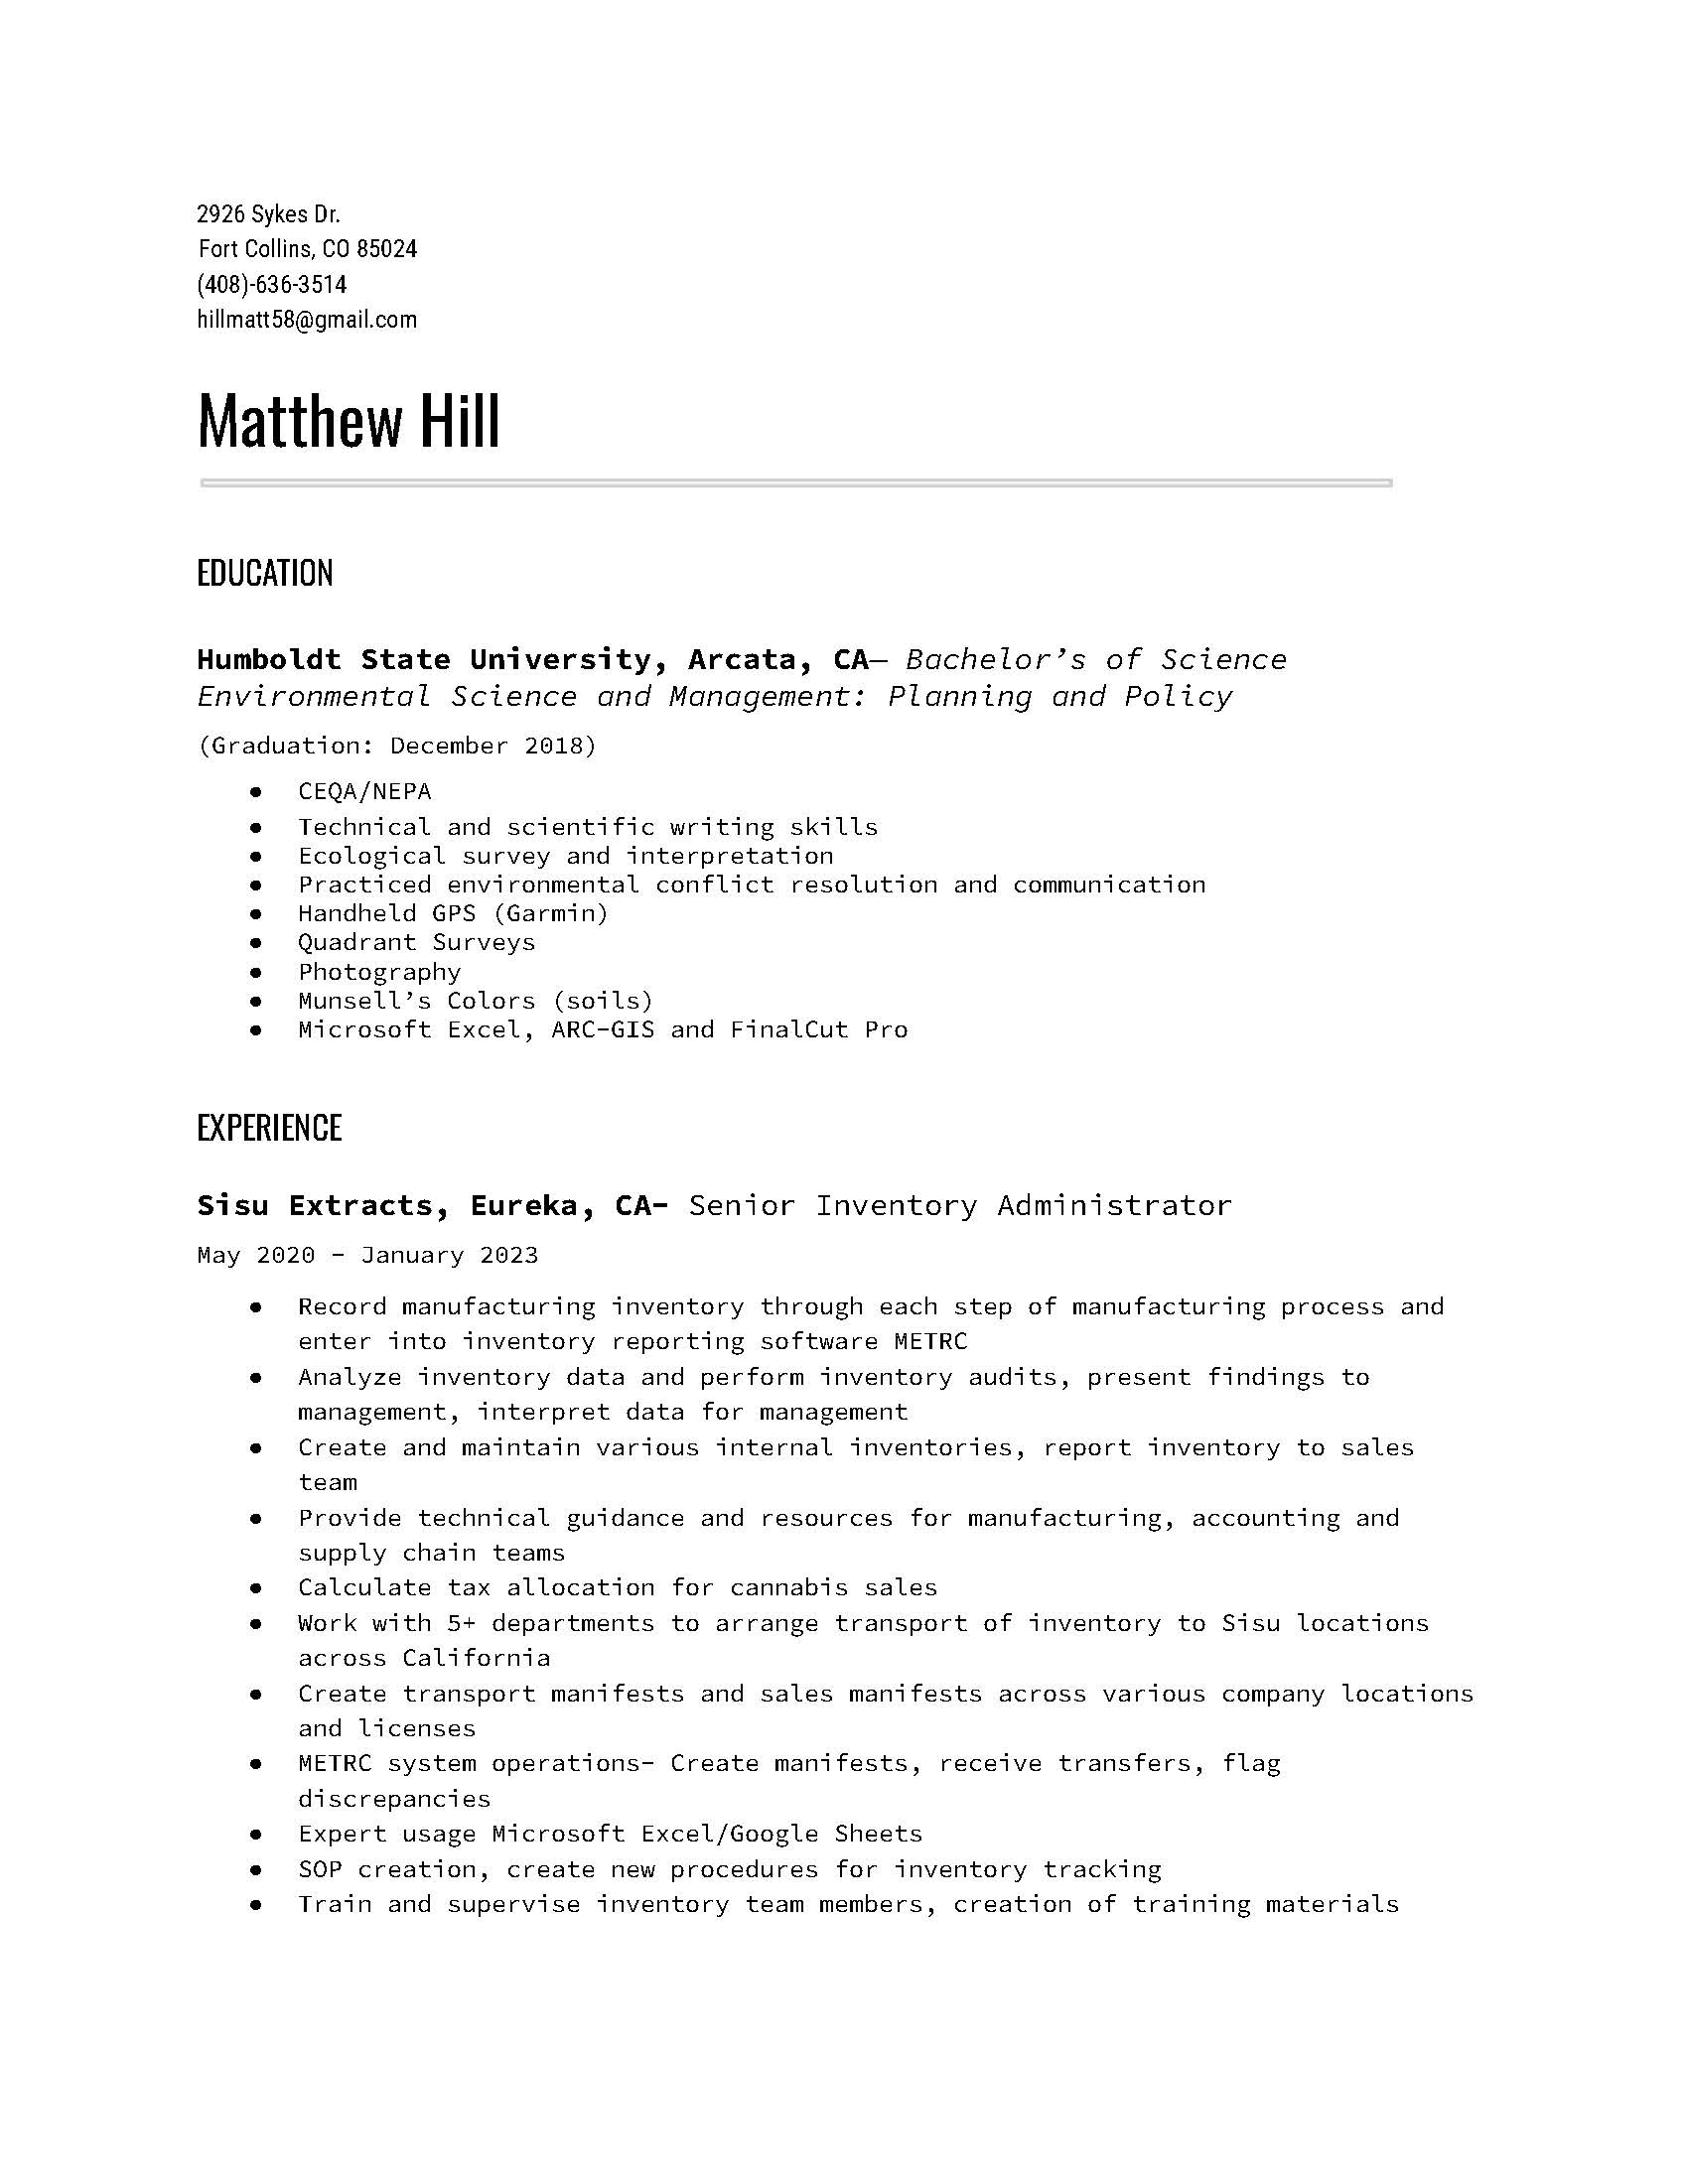 2926 Sykes Dr.
Fort Collins, CO 85024
(408)-636-3514
hillmatt58@gmail.com
Matthew Hill
EDUCATION
Humboldt State University, Arcata, CA— Bachelor’s of Science
Environmental Science and Management: Planning and Policy
(Graduation: December 2018)
● CEQA/NEPA
● Technical and scientific writing skills
● Ecological survey and interpretation
● Practiced environmental conflict resolution and communication
● Handheld GPS (Garmin)
● Quadrant Surveys
● Photography
● Munsell’s Colors (soils)
● Microsoft Excel, ARC-GIS and FinalCut Pro
EXPERIENCE
Sisu Extracts, Eureka, CA- Senior Inventory Administrator
May 2020 - January 2023
● Record manufacturing inventory through each step of manufacturing process and
enter into inventory reporting software METRC
● Analyze inventory data and perform inventory audits, present findings to
management, interpret data for management
● Create and maintain various internal inventories, report inventory to sales
team
● Provide technical guidance and resources for manufacturing, accounting and
supply chain teams
● Calculate tax allocation for cannabis sales
● Work with 5+ departments to arrange transport of inventory to Sisu locations
across California
● Create transport manifests and sales manifests across various company locations
and licenses
● METRC system operations- Create manifests, receive transfers, flag
discrepancies
● Expert usage Microsoft Excel/Google Sheets
● SOP creation, create new procedures for inventory tracking
● Train and supervise inventory team members, creation of training materials